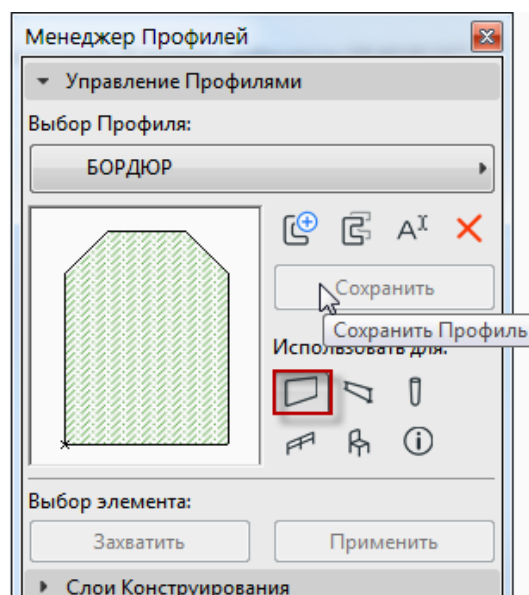 Менеджер Профилей
Управление Профилями
Выбор Профиля:
БОРДЮР
Сохранить
Сохранить Профиль
Использовать для:
Выбор элемента:
Захватить
Применить
Слои Конструирования